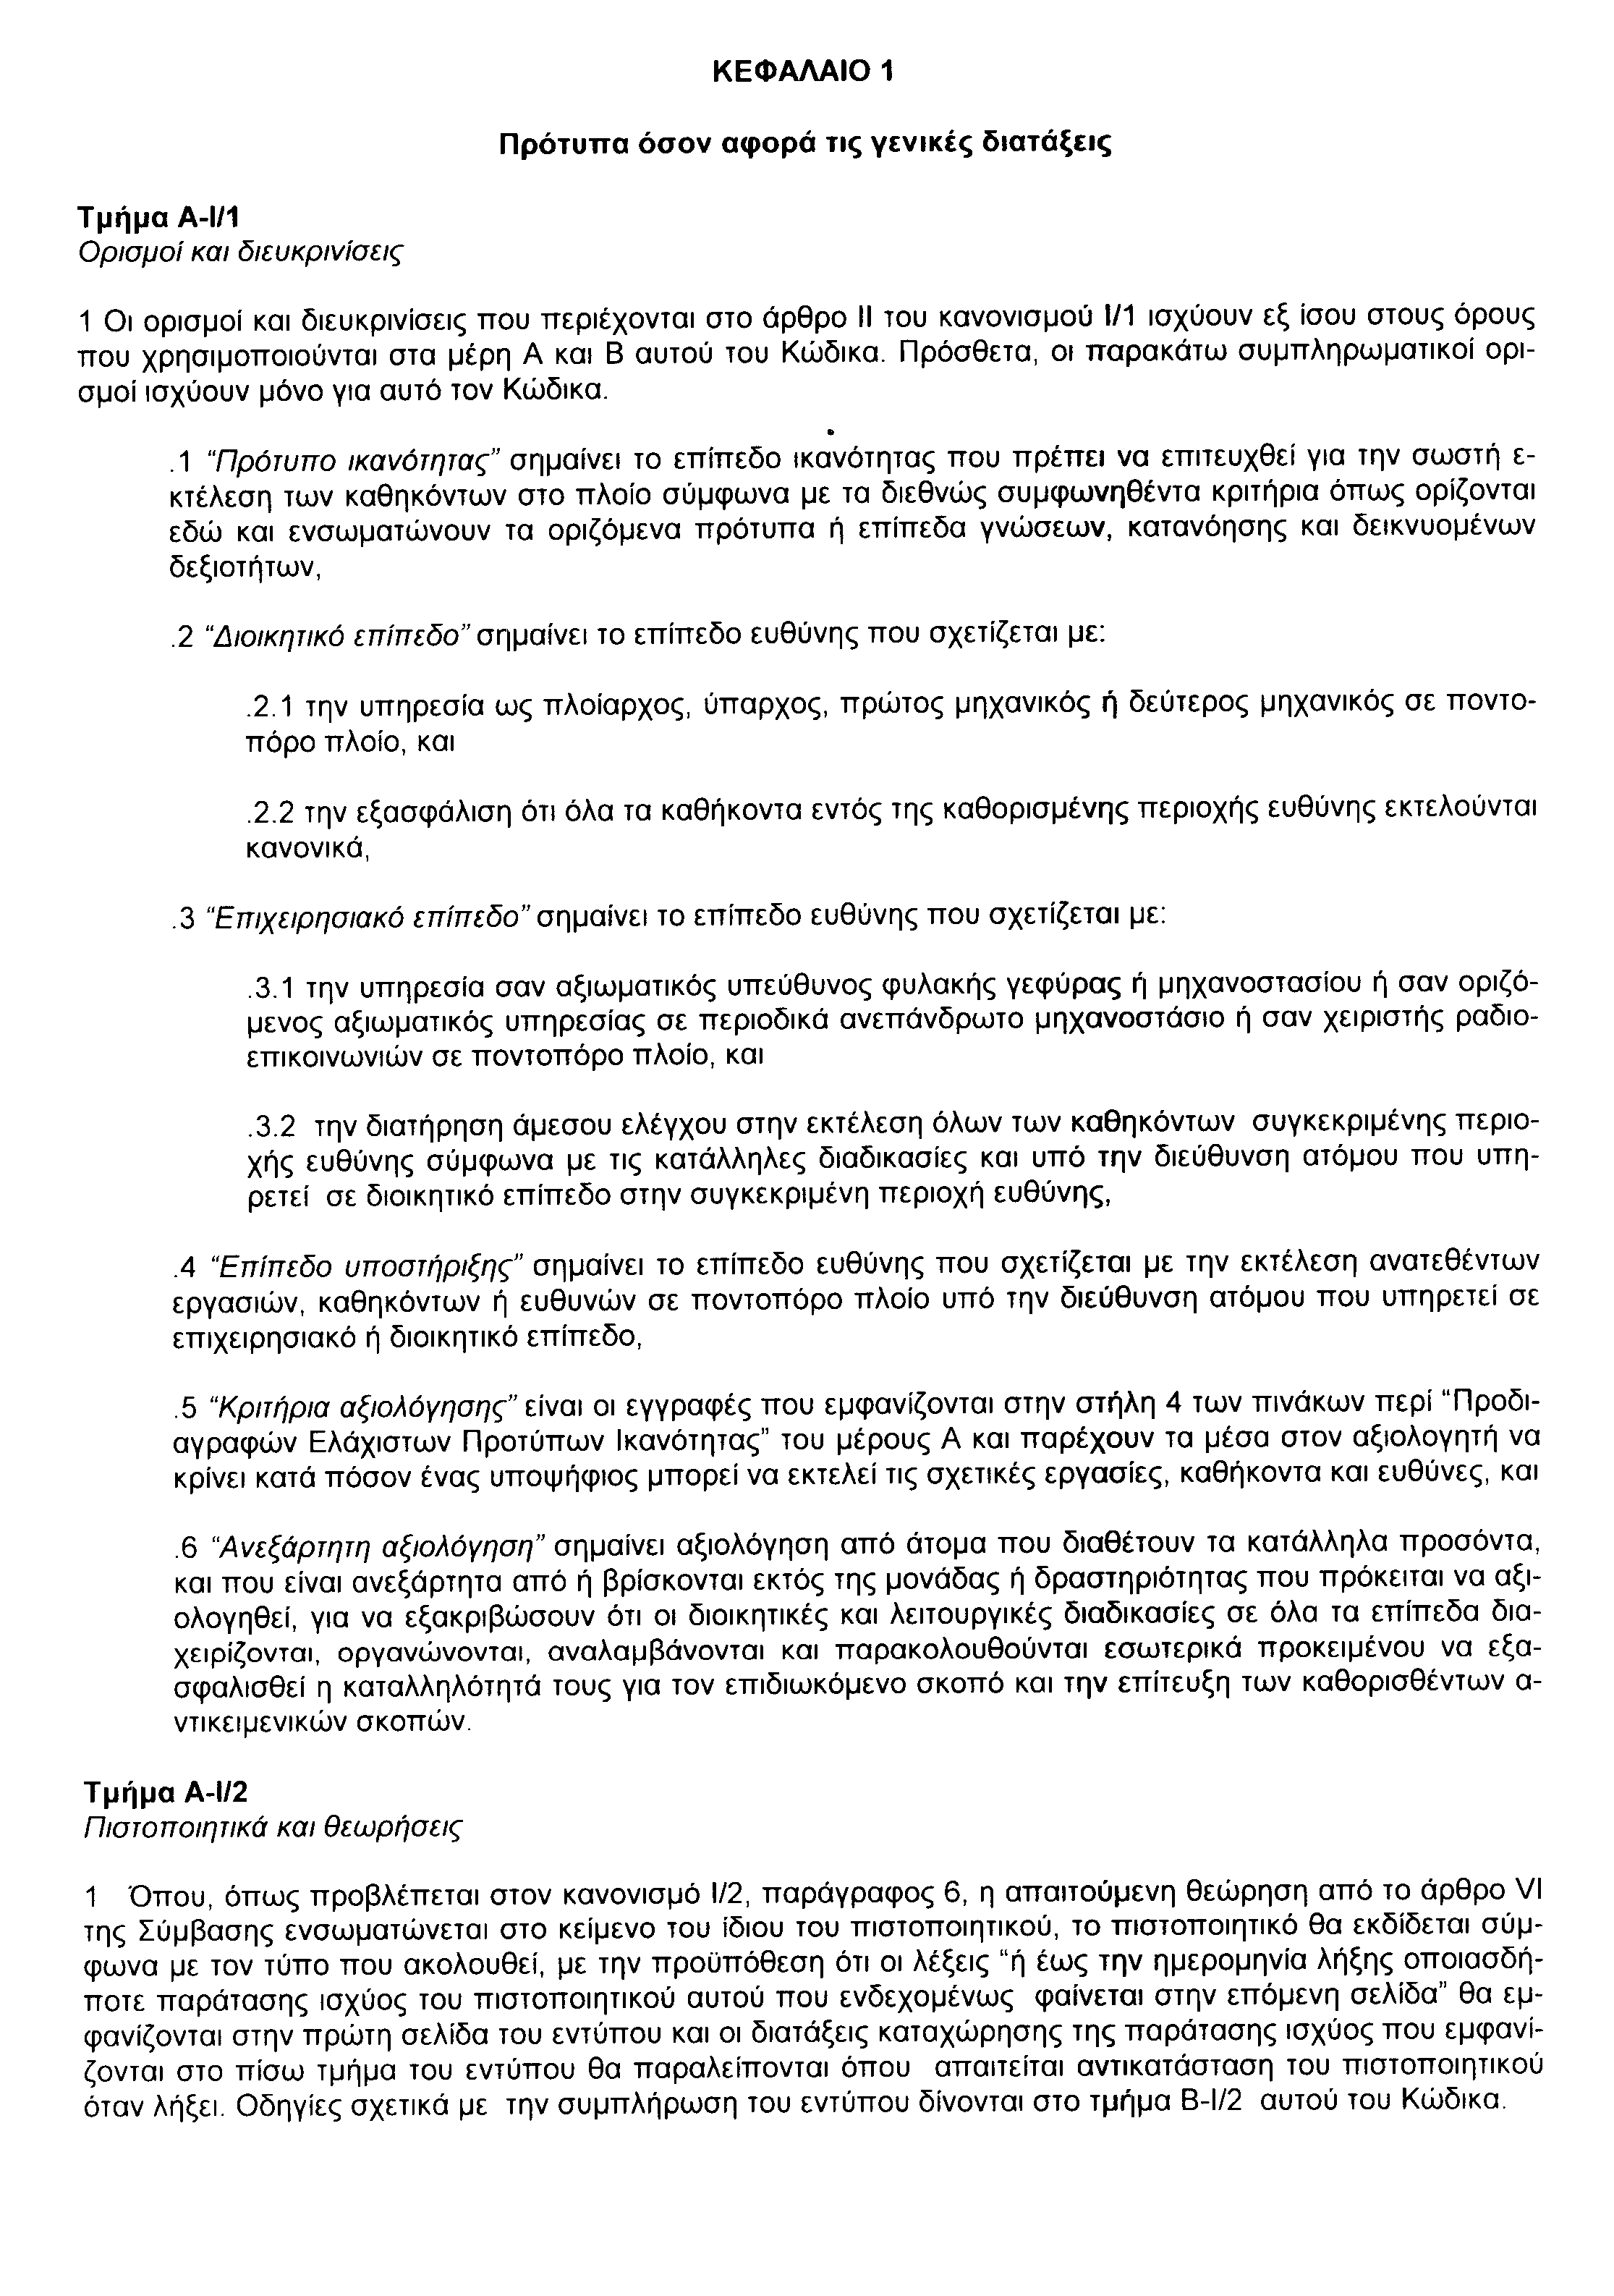 ΚΕΦΑΛΑΙΟ 1
Πρότυπα όσον αφορά τις γενικές διατάξεις
Τμήμα Α-Ι/1
Ορισμοί και διευκρινίσεις
1 Οι ορισμοί και διευκρινίσεις που περιέχονται στο άρθρο ΙΙ του κανονισμού Ι/1 ισχύουν εξ ίσου στους όρους
που χρησιμοποιούνται στα μέρη Α και Β αυτού του Κώδικα. Πρόσθετα, οι παρακάτω συμπληρωματικοί ορι-
σμοί ισχύουν μόνο για αυτό τον Κώδικα.
.1 “Πρότυπο ικανότητας” σημαίνει το επίπεδο ικανότητας που πρέπει να επιτευχθεί για την σωστή ε-
κτέλεση των καθηκόντων στο πλοίο σύμφωνα με τα διεθνώς συμφωνηθέντα κριτήρια όπως ορίζονται
εδώ και ενσωματώνουν τα οριζόμενα πρότυπα ή επίπεδα γνώσεων, κατανόησης και δεικνυομένων
δεξιοτήτων,
.2 “Διοικητικό επίπεδο” σημαίνει το επίπεδο ευθύνης που σχετίζεται με:
.2.1 την υπηρεσία ως πλοίαρχος, ύπαρχος, πρώτος μηχανικός ή δεύτερος μηχανικός σε ποντο-
πόρο πλοίο, και
.2.2 την εξασφάλιση ότι όλα τα καθήκοντα εντός της καθορισμένης περιοχής ευθύνης εκτελούνται
κανονικά,
.3 “Επιχειρησιακό επίπεδο” σημαίνει το επίπεδο ευθύνης που σχετίζεται με:
.3.1 την υπηρεσία σαν αξιωματικός υπεύθυνος φυλακής γεφύρας ή μηχανοστασίου ή σαν οριζό-
μενος αξιωματικός υπηρεσίας σε περιοδικά ανεπάνδρωτο μηχανοστάσιο ή σαν χειριστής ραδιο-
επικοινωνιών σε ποντοπόρο πλοίο, και
.3.2 την διατήρηση άμεσου ελέγχου στην εκτέλεση όλων των καθηκόντων συγκεκριμένης περιο-
χής ευθύνης σύμφωνα με τις κατάλληλες διαδικασίες και υπό την διεύθυνση ατόμου που υπη-
ρετεί σε διοικητικό επίπεδο στην συγκεκριμένη περιοχή ευθύνης,
.4 “Επίπεδο υποστήριξης” σημαίνει το επίπεδο ευθύνης που σχετίζεται με την εκτέλεση ανατεθέντων
εργασιών, καθηκόντων ή ευθυνών σε ποντοπόρο πλοίο υπό την διεύθυνση ατόμου που υπηρετεί σε
επιχειρησιακό ή διοικητικό επίπεδο,
.5 “Κριτήρια αξιολόγησης” είναι οι εγγραφές που εμφανίζονται στην στήλη 4 των πινάκων περί “Προδι-
αγραφών Ελάχιστων Προτύπων Ικανότητας” του μέρους Α και παρέχουν τα μέσα στον αξιολογητή να
κρίνει κατά πόσον ένας υποψήφιος μπορεί να εκτελεί τις σχετικές εργασίες, καθήκοντα και ευθύνες, και
.6 “Ανεξάρτητη αξιολόγηση” σημαίνει αξιολόγηση από άτομα που διαθέτουν τα κατάλληλα προσόντα,
και που είναι ανεξάρτητα από ή βρίσκονται εκτός της μονάδας ή δραστηριότητας που πρόκειται να αξι-
ολογηθεί, για να εξακριβώσουν ότι οι διοικητικές και λειτουργικές διαδικασίες σε όλα τα επίπεδα δια-
χειρίζονται, οργανώνονται, αναλαμβάνονται και παρακολουθούνται εσωτερικά προκειμένου να εξα-
σφαλισθεί η καταλληλότητά τους για τον επιδιωκόμενο σκοπό και την επίτευξη των καθορισθέντων α-
ντικειμενικών σκοπών.
Τμήμα Α-Ι/2
Πιστοποιητικά και θεωρήσεις
1 Όπου, όπως προβλέπεται στον κανονισμό Ι/2, παράγραφος 6, η απαιτούμενη θεώρηση από το άρθρο VI
της Σύμβασης ενσωματώνεται στο κείμενο του ίδιου του πιστοποιητικού, το πιστοποιητικό θα εκδίδεται σύμ-
φωνα με τον τύπο που ακολουθεί, με την προϋπόθεση ότι οι λέξεις “ή έως την ημερομηνία λήξης οποιασδή-
ποτε παράτασης ισχύος του πιστοποιητικού αυτού που ενδεχομένως φαίνεται στην επόμενη σελίδα” θα εμ-
φανίζονται στην πρώτη σελίδα του εντύπου και οι διατάξεις καταχώρησης της παράτασης ισχύος που εμφανί-
ζονται στο πίσω τμήμα του εντύπου θα παραλείπονται όπου απαιτείται αντικατάσταση του πιστοποιητικού
όταν λήξει. Οδηγίες σχετικά με την συμπλήρωση του εντύπου δίνονται στο τμήμα Β-Ι/2 αυτού του Κώδικα.